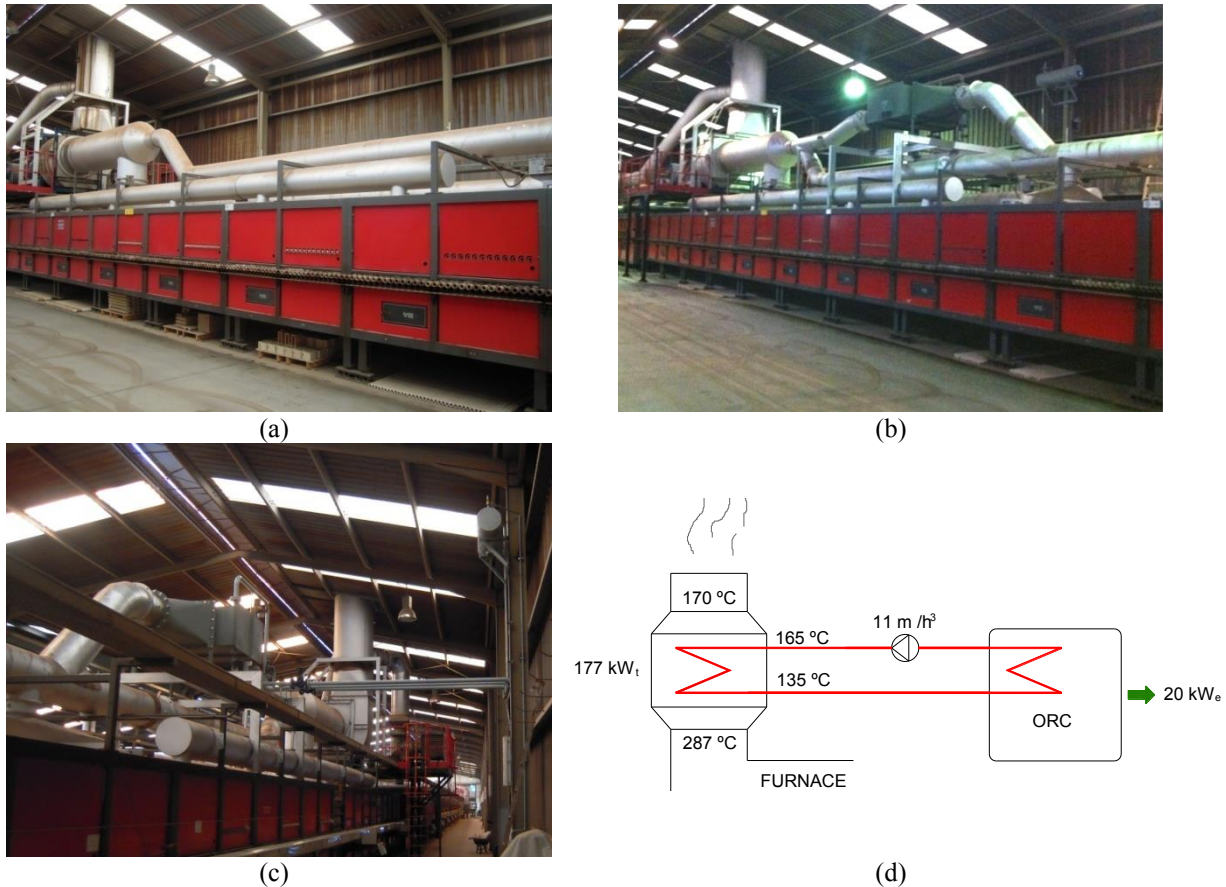 (a)
(b)
(c)
170 ºC
11 m /h³
165 ºC
177 kWt
135 ºC
20 kWe
ORC
287 ºC
FURNACE
(d)